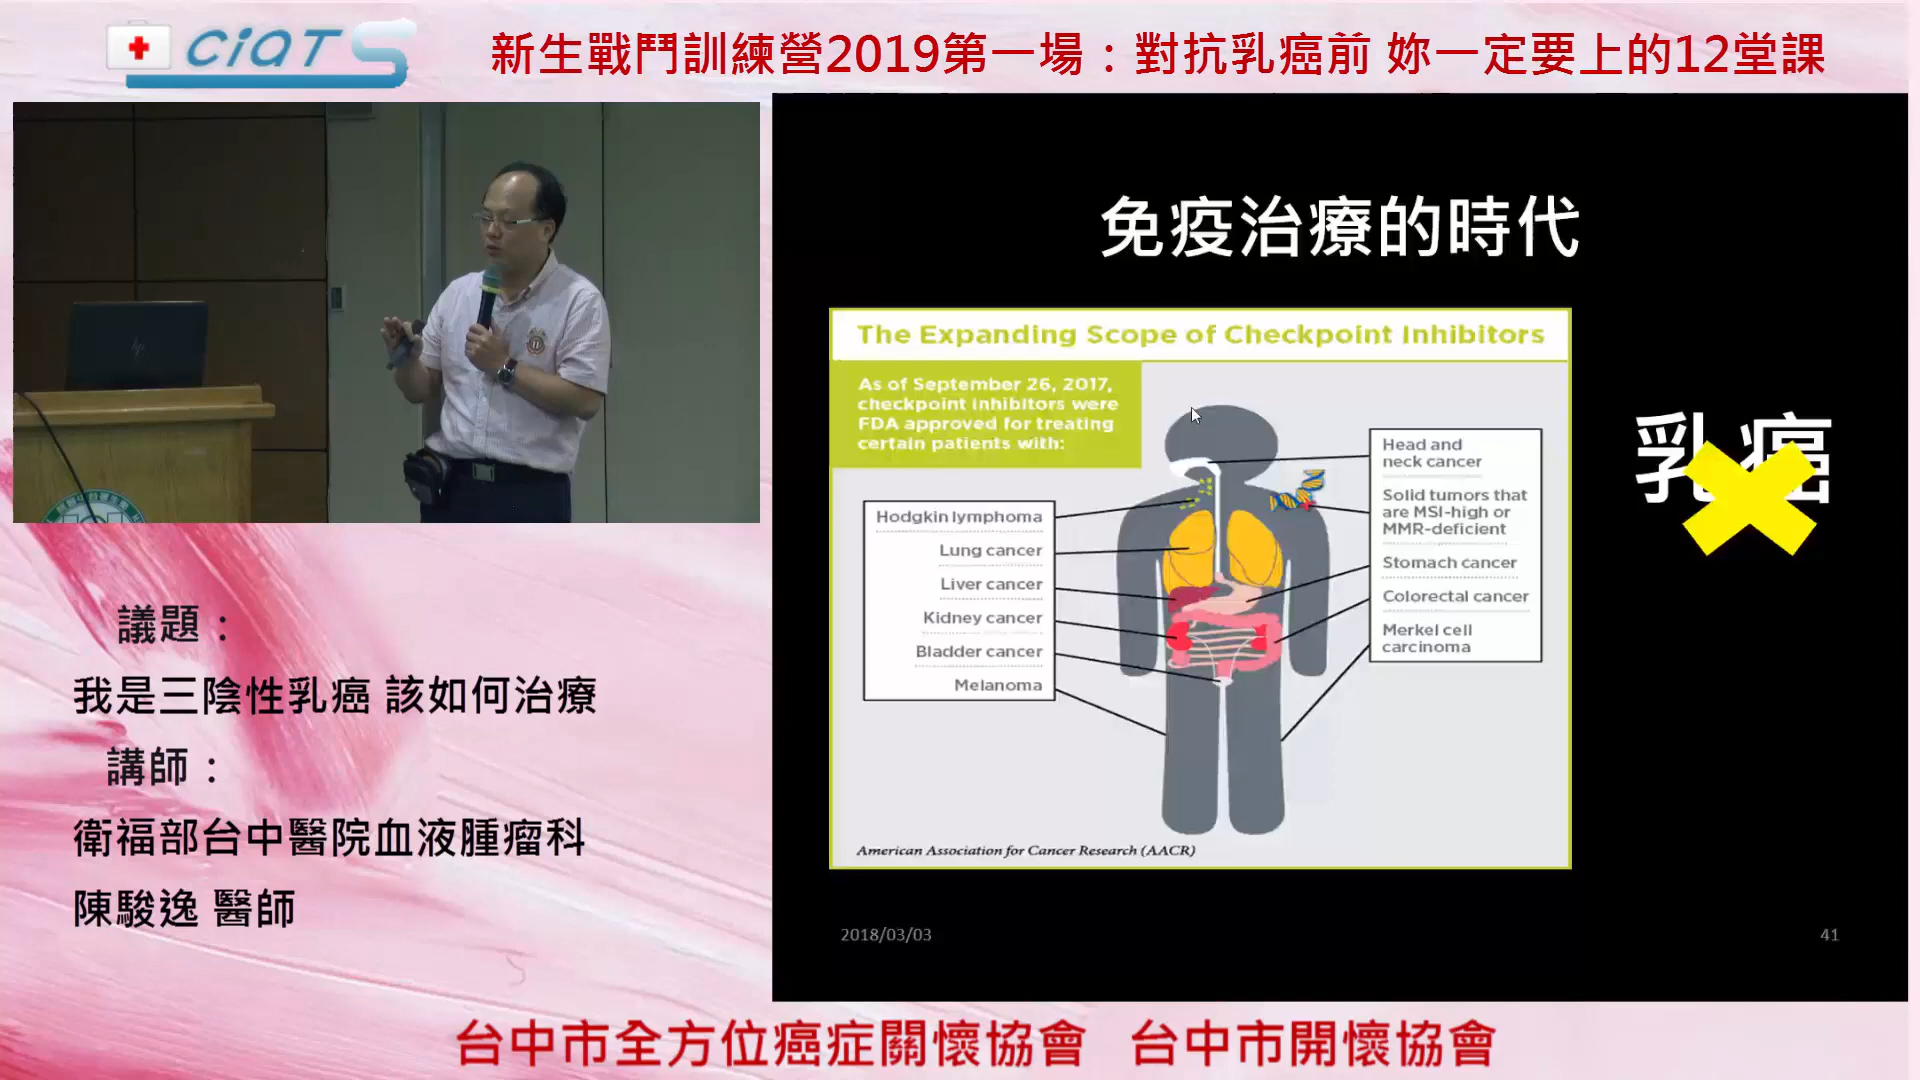 CiaTS
新生戰鬥訓練營2019第一場：對抗乳癌前 妳一定要上的12堂課
hp
議題：
我是三陰性乳癌 該如何治療
講師：
衛福部台中醫院血液腫瘤科
陳駿逸 醫師
免疫治療的時代
The Expanding Scope of Checkpoint Inhibitors
As of September 26, 2017,
checkpoint inhibitors were
FDA approved for treating
certain patients with:
Hodgkin lymphoma
Lung cancer
Liver cancer
Kidney cancer
Bladder cancer
Melanoma
Head and
neck cancer
Solid tumors that
are MSI-high or
MMR-deficient
Stomach cancer
Colorectal cancer
Merkel cell
carcinoma
American Association for Cancer Research (AACR)
乳癌
2018/03/03
41
台中市全方位癌症關懷協會 台中市開懷協會